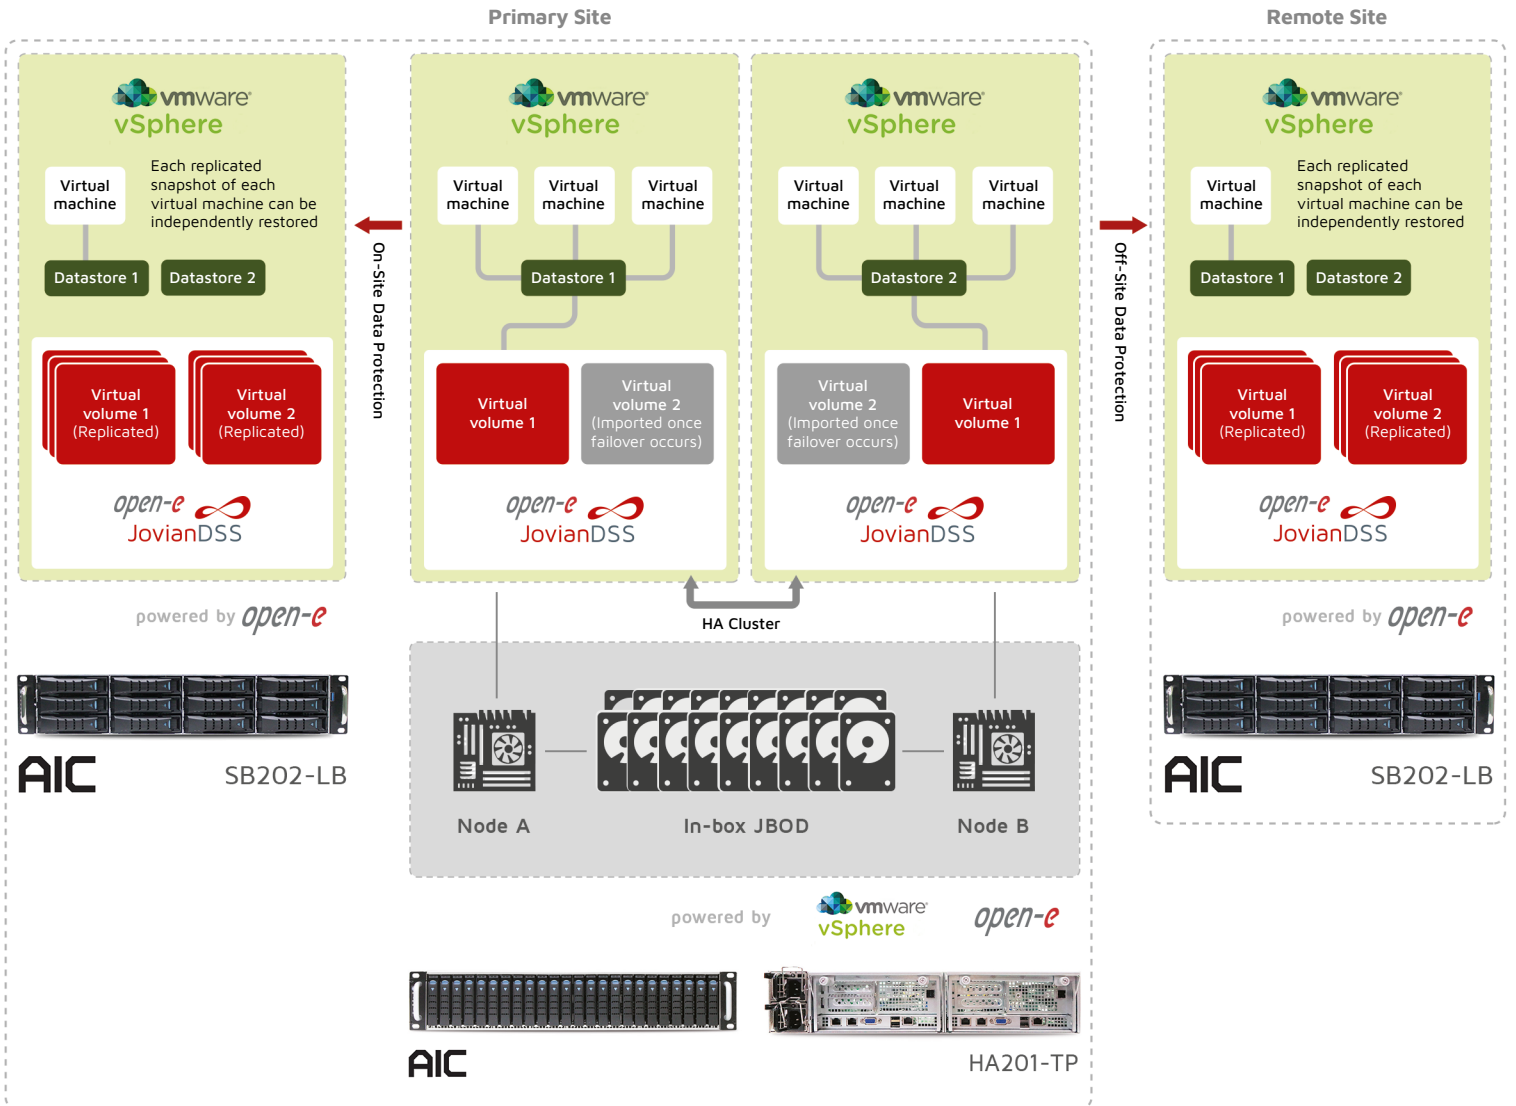 Primary Site
Remote Site
vmware®
vSphere
Virtual
machine
Each replicated
snapshot of each
virtual machine can be
independently restored
Datastore 1
Datastore 2
Virtual
volume 1
(Replicated)
Virtual
volume 2
(Replicated)
open-e
JovianDSS
powered by open-e
AIC
SB202-LB
On-Site Data Protection
vmware®
vSphere
Virtual
machine
Virtual
machine
Virtual
machine
Datastore 1
Virtual
volume 1
Virtual
volume 2
(Imported once
failover occurs)
open-e
JovianDSS
vmware®
vSphere
Virtual
machine
Virtual
machine
Virtual
machine
Datastore 2
Virtual
volume 2
(Imported once
failover occurs)
Virtual
volume 1
open-e
JovianDSS
HA Cluster
Node A
In-box JBOD
Node B
powered by
vmware®
vSphere
open-e
AIC
HA201-TP
Off-Site Data Protection
vmware®
vSphere
Virtual
machine
Each replicated
snapshot of each
virtual machine can be
independently restored
Datastore 1
Datastore 2
Virtual
volume 1
(Replicated)
Virtual
volume 2
(Replicated)
open-e
JovianDSS
powered by open-e
AIC
SB202-LB